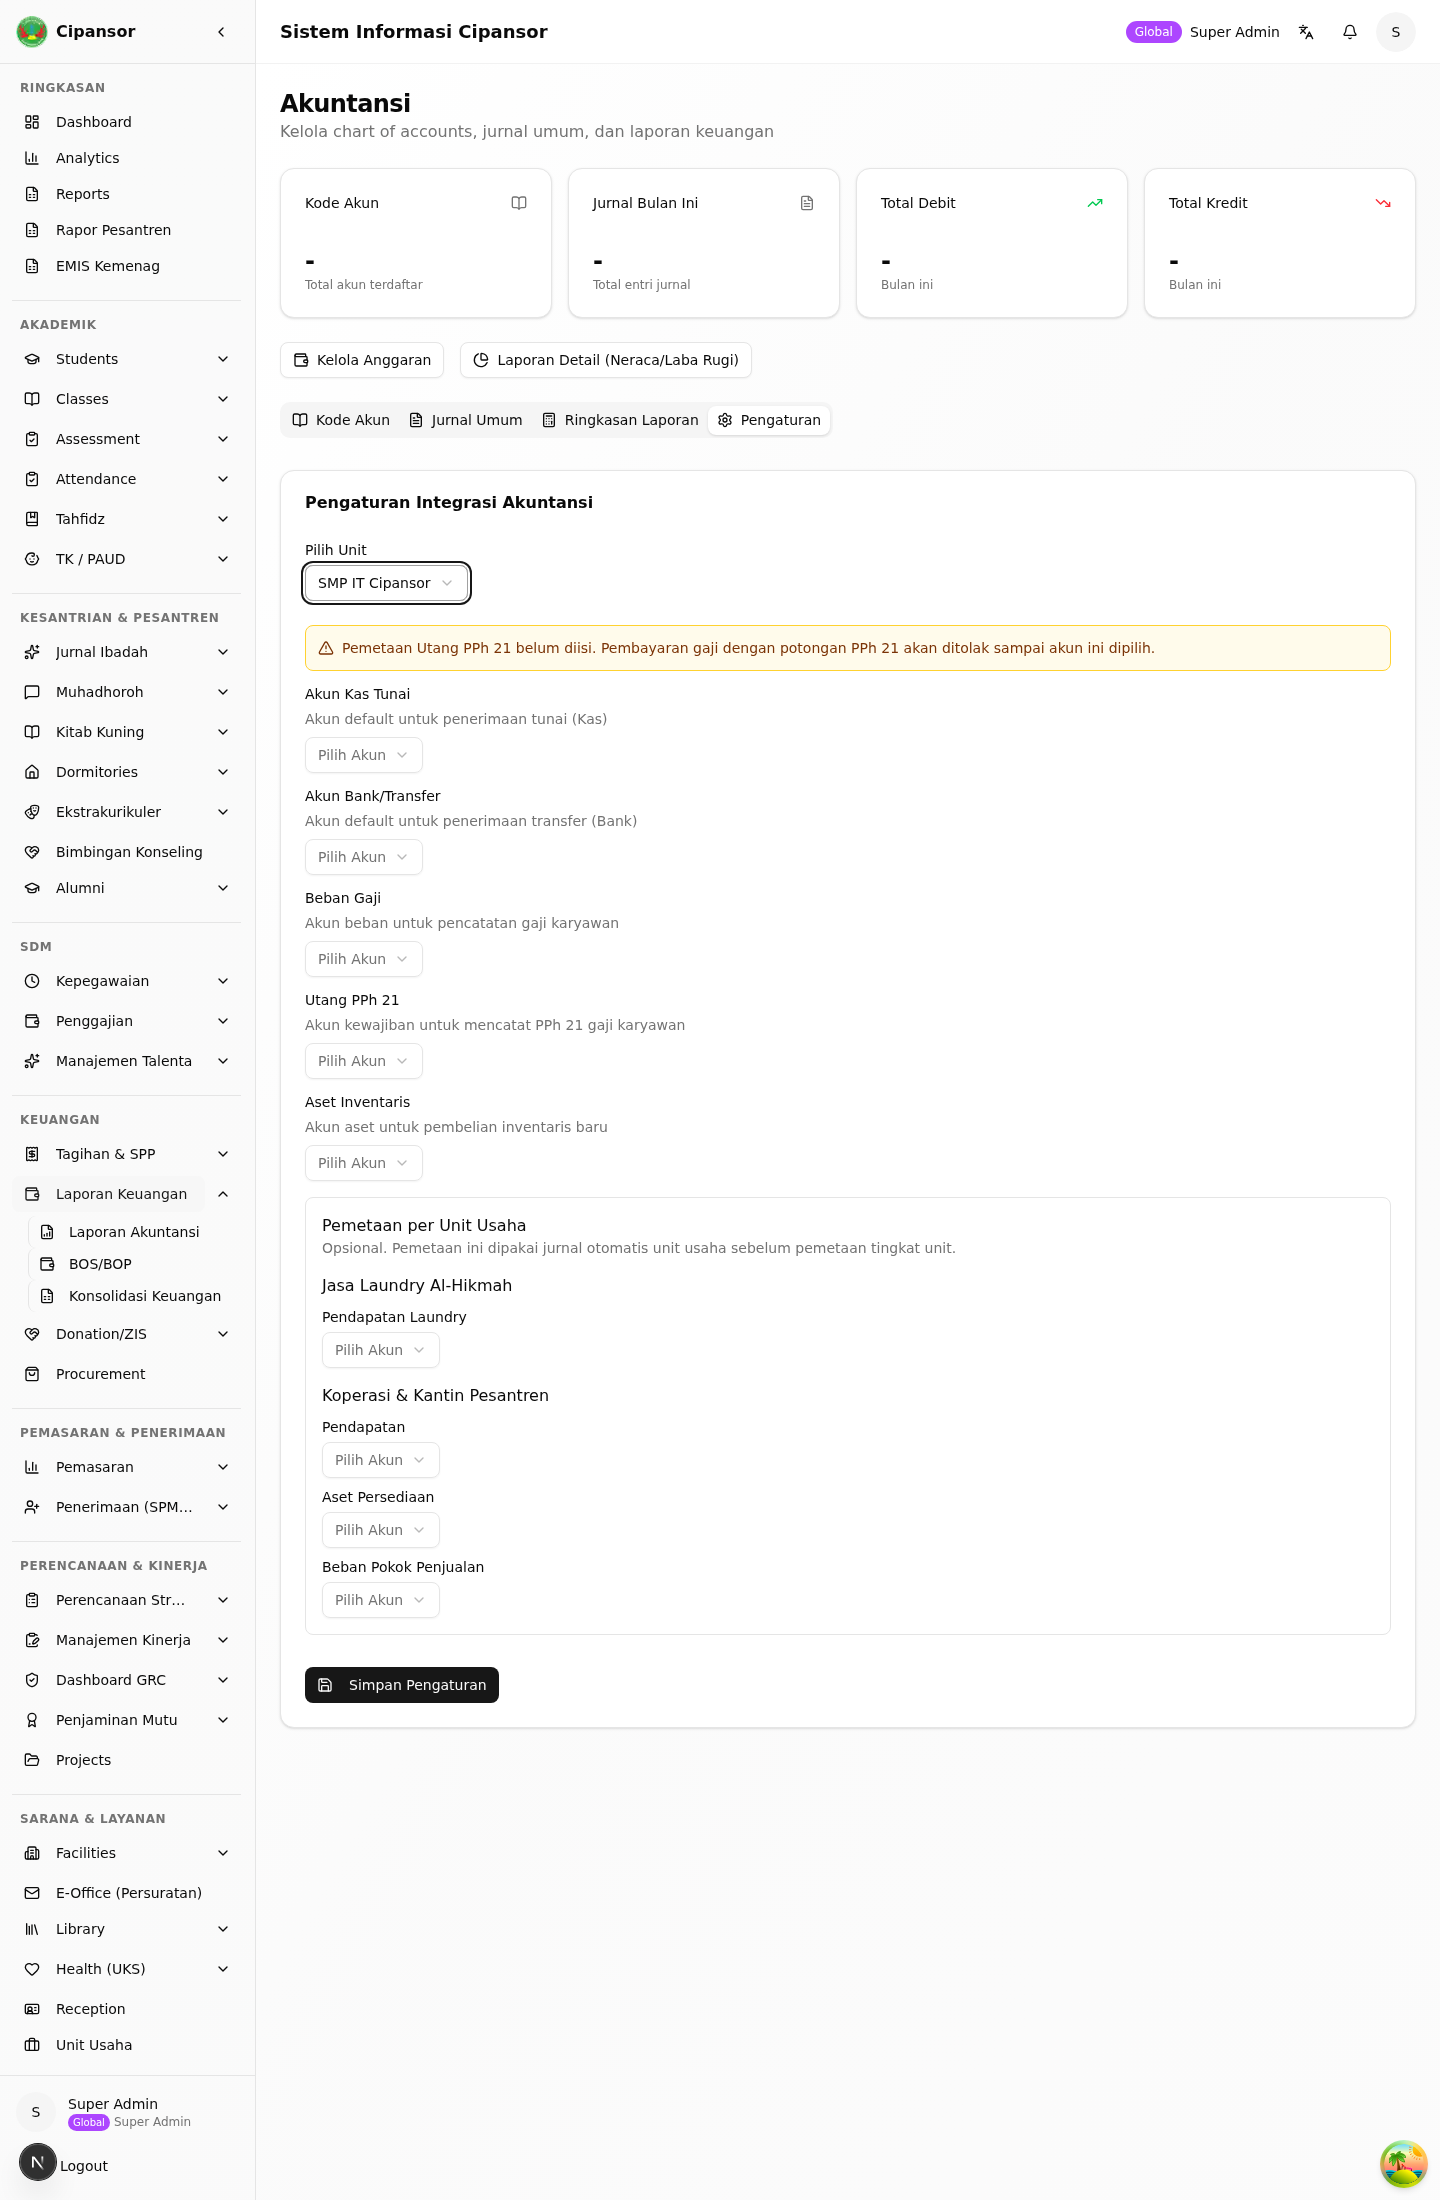 Cipansor
Sistem Informasi Cipansor
Global
Super Admin
S
RINGKASAN
Dashboard
Analytics
Reports
Rapor Pesantren
EMIS Kemenag
AKADEMIK
Students
Classes
Assessment
Attendance
Tahfidz
TK / PAUD
KESANTRIAN & PESANTREN
Jurnal Ibadah
Muhadhoroh
Kitab Kuning
Dormitories
Ekstrakurikuler
Bimbingan Konseling
Alumni
SDM
Kepegawaian
Penggajian
Manajemen Talenta
KEUANGAN
Tagihan & SPP
Laporan Keuangan
Laporan Akuntansi
BOS/BOP
Konsolidasi Keuangan
Donation/ZIS
Procurement
PEMASARAN & PENERIMAAN
Pemasaran
Penerimaan (SPM...
PERENCANAAN & KINERJA
Perencanaan Str...
Manajemen Kinerja
Dashboard GRC
Penjaminan Mutu
Projects
SARANA & LAYANAN
Facilities
E-Office (Persuratan)
Library
Health (UKS)
Reception
Unit Usaha
S
Super Admin
Global Super Admin
N
Logout
Akuntansi
Kelola chart of accounts, jurnal umum, dan laporan keuangan
Kode Akun
-
Total akun terdaftar
Jurnal Bulan Ini
-
Total entri jurnal
Total Debit
-
Bulan ini
Total Kredit
-
Bulan ini
Kelola Anggaran
Laporan Detail (Neraca/Laba Rugi)
Kode Akun
Jurnal Umum
Ringkasan Laporan
Pengaturan
Pengaturan Integrasi Akuntansi
Pilih Unit
SMP IT Cipansor
Pemetaan Utang PPh 21 belum diisi. Pembayaran gaji dengan potongan PPh 21 akan ditolak sampai akun ini dipilih.
Akun Kas Tunai
Akun default untuk penerimaan tunai (Kas)
Pilih Akun
Akun Bank/Transfer
Akun default untuk penerimaan transfer (Bank)
Pilih Akun
Beban Gaji
Akun beban untuk pencatatan gaji karyawan
Pilih Akun
Utang PPh 21
Akun kewajiban untuk mencatat PPh 21 gaji karyawan
Pilih Akun
Aset Inventaris
Akun aset untuk pembelian inventaris baru
Pilih Akun
Pemetaan per Unit Usaha
Opsional. Pemetaan ini dipakai jurnal otomatis unit usaha sebelum pemetaan tingkat unit.
Jasa Laundry Al-Hikmah
Pendapatan Laundry
Pilih Akun
Koperasi & Kantin Pesantren
Pendapatan
Pilih Akun
Aset Persediaan
Pilih Akun
Beban Pokok Penjualan
Pilih Akun
Simpan Pengaturan